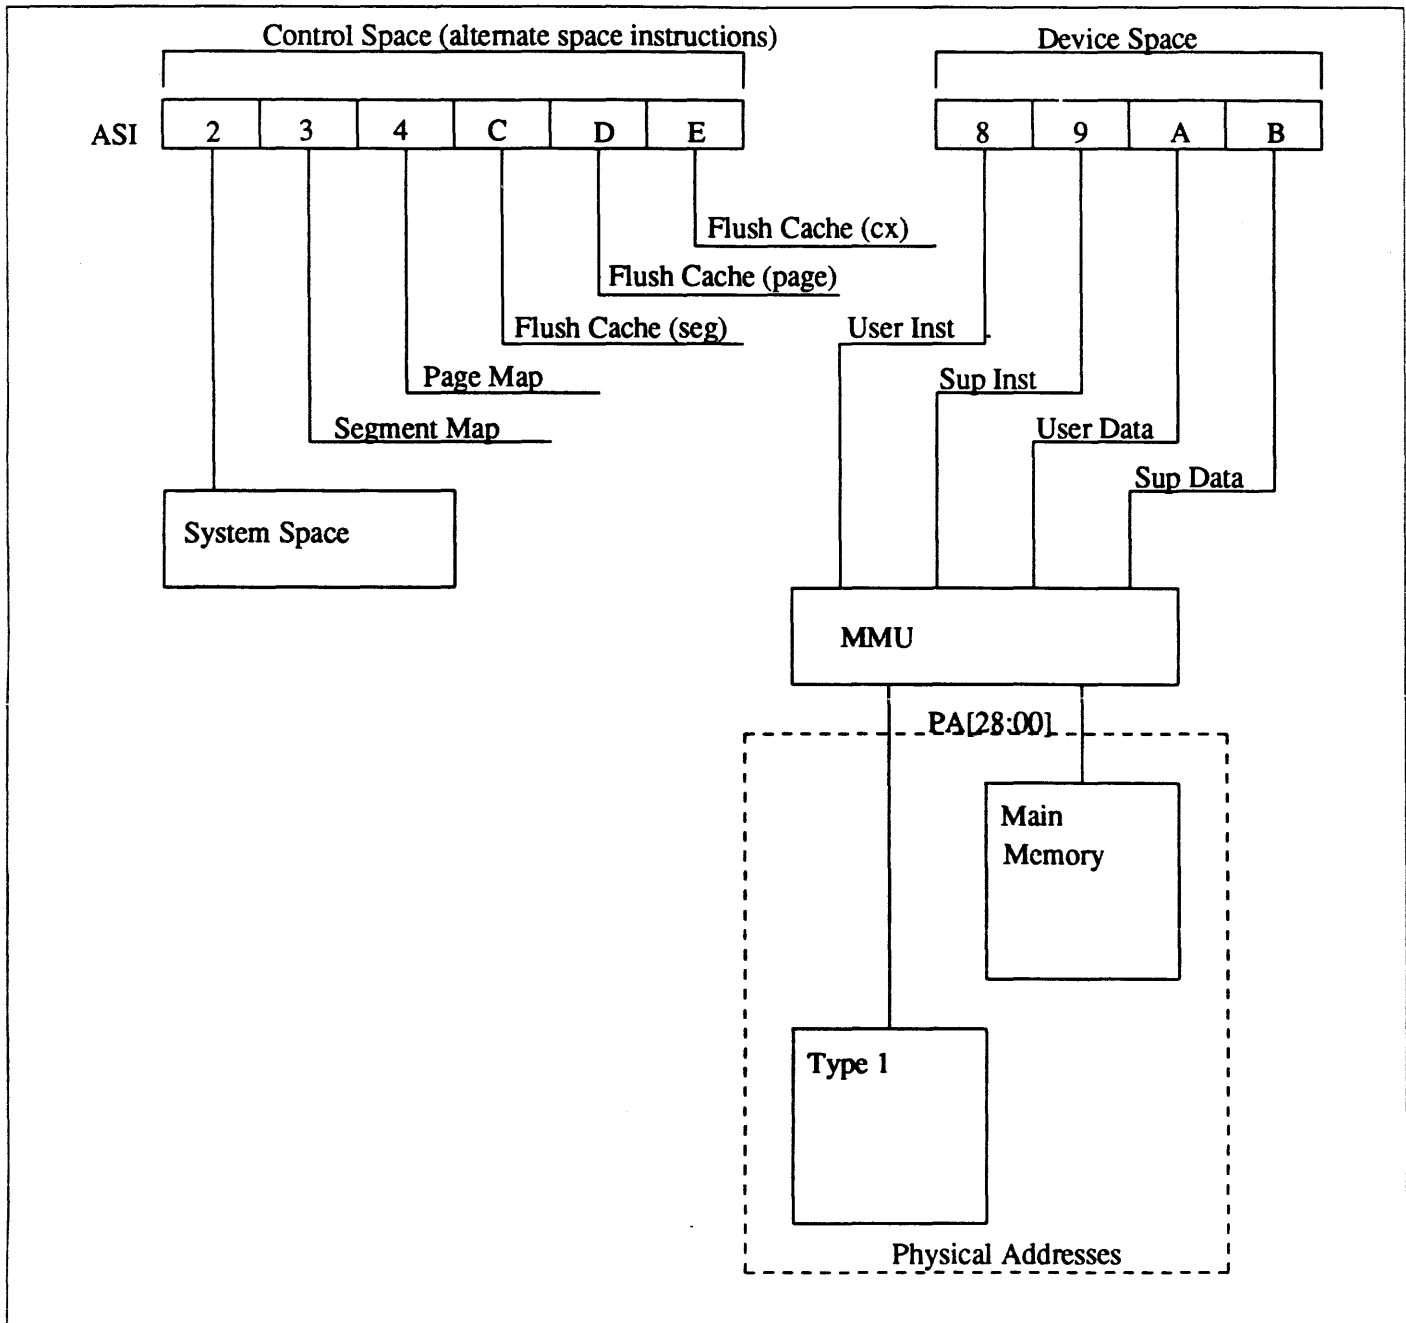 Control Space (alternate space instructions)
Device Space
ASI 2 3 4 C D E 8 9 A B
Flush Cache (cx)
Flush Cache (page)
Flush Cache (seg) User Inst
Page Map Sup Inst
Segment Map User Data
Sup Data
System Space
MMU
PA[28:00]
Main
Memory
Type 1
Physical Addresses